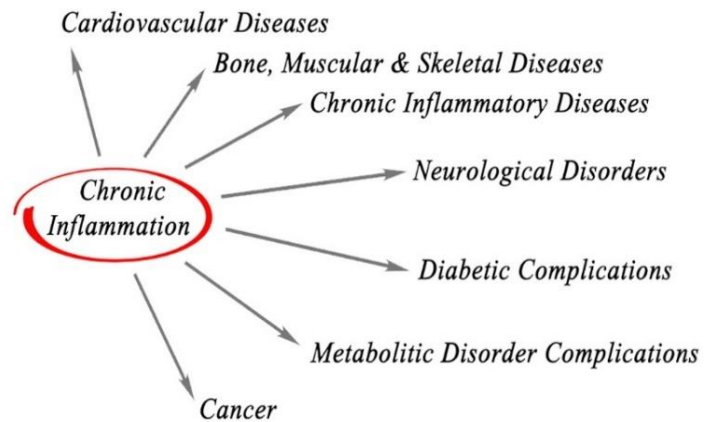 Cardiovascular Diseases
Bone, Muscular & Skeletal Diseases
Chronic Inflammatory Diseases
Neurological Disorders
Chronic
Inflammation
Diabetic Complications
Metabolitic Disorder Complications
Cancer